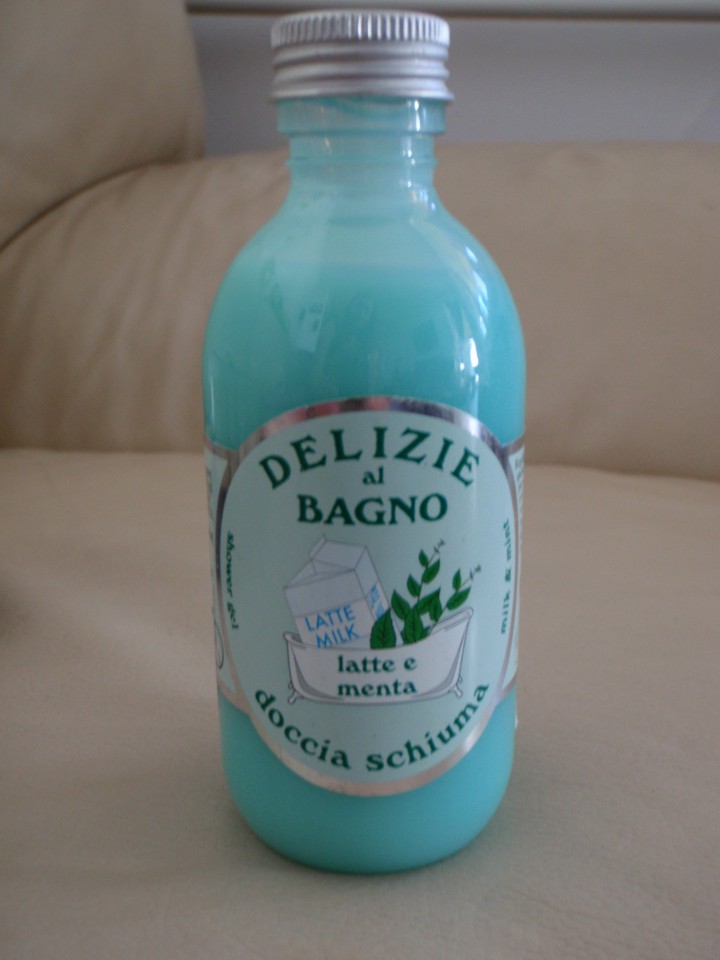 DELIZIE
al
BAGNO
shower gel
milk & mint
LATTE
MILK
latte e
menta
doccia schiuma